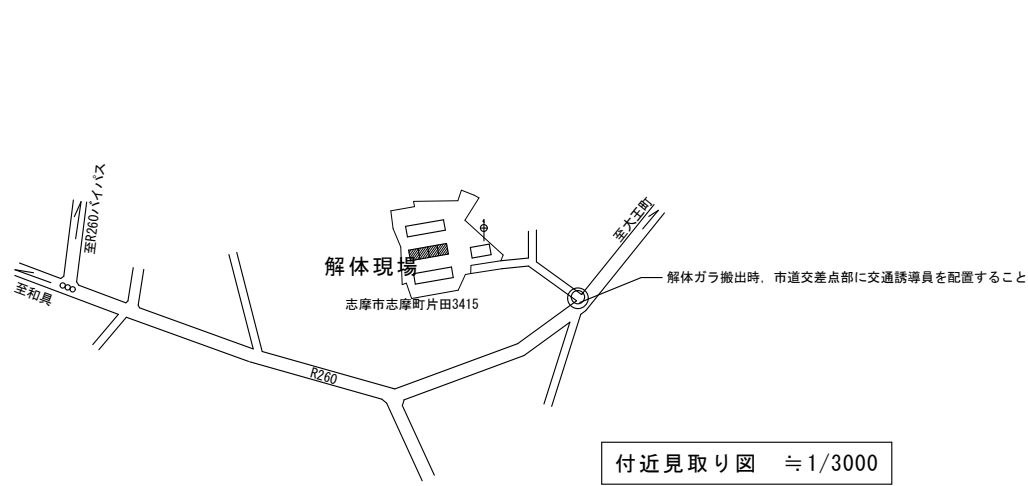 至R260バイパス
至和具
解体現場
志摩市志摩町片田3415
至大王町
解体ガラ搬出時, 市道交差点部に交通誘導員を配置すること
R260
付近見取り図 ≒1/3000